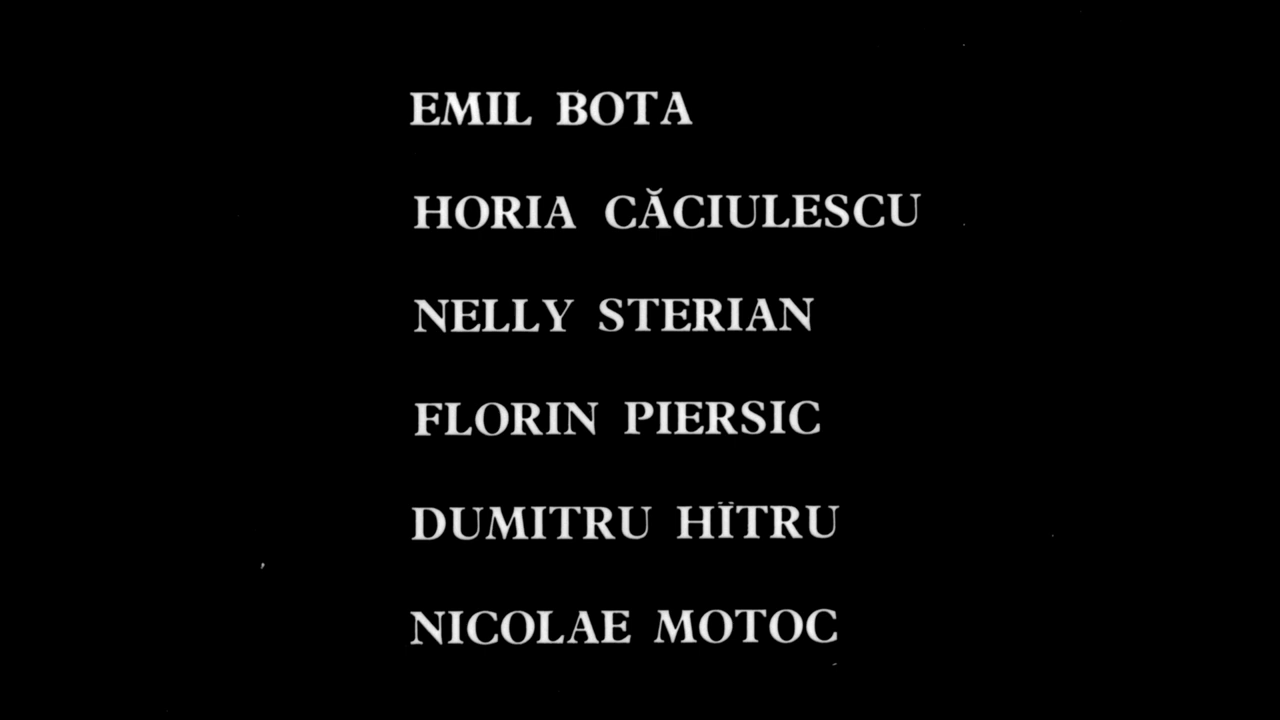 EMIL BOTA
HORIA CĂCIULESCU
NELLY STERIAN
FLORIN PIERSIC
DUMITRU HÎTRU
NICOLAE MOTOC